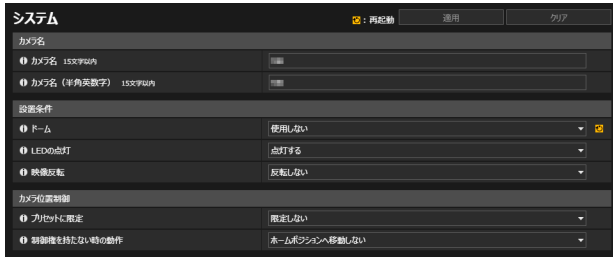 システム
：再起動
適用
クリア
カメラ名
カメラ名 15文字以内
カメラ名（半角英数字） 15文字以内
設置条件
ドーム 使用しない
LEDの点灯 点灯する
映像反転 反転しない
カメラ位置制御
プリセットに限定 限定しない
制御権を持たない時の動作 ホームポジションへ移動しない